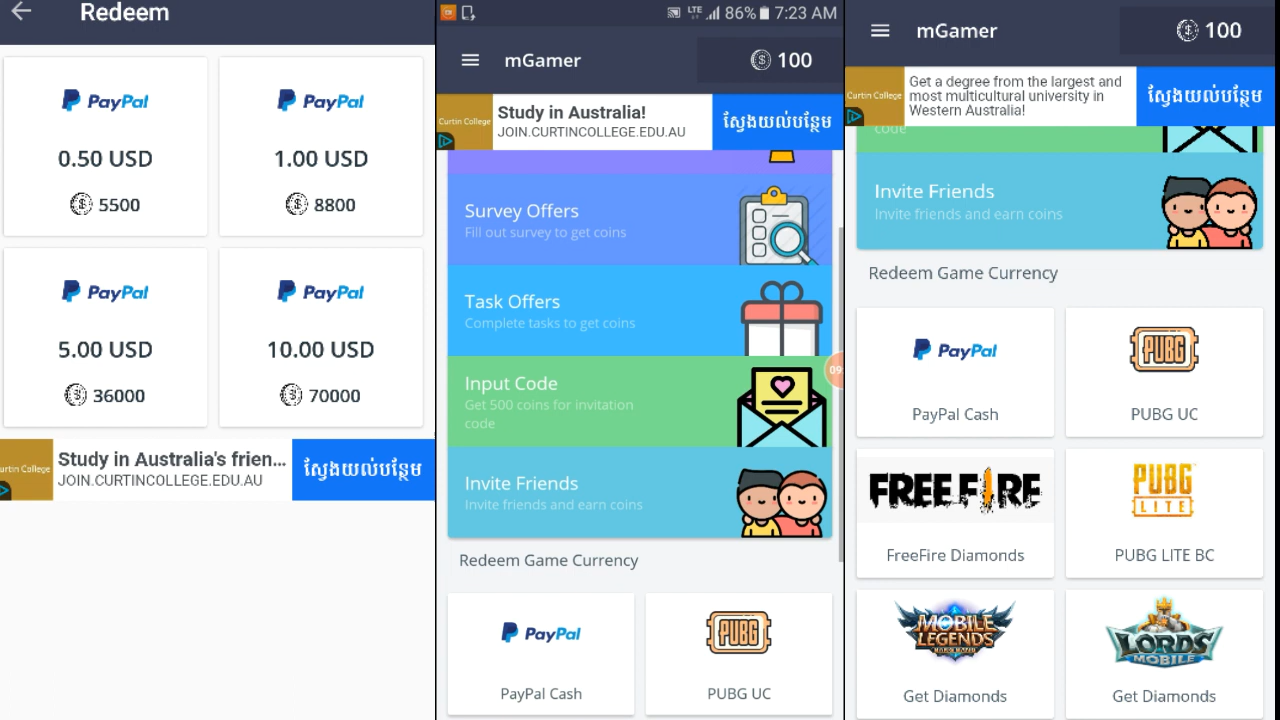 Redeem
PayPal
0.50 USD
5500
PayPal
1.00 USD
8800
PayPal
5.00 USD
36000
PayPal
10.00 USD
70000
Curtin College
Study in Australia's frien...
JOIN.CURTINCOLLEGE.EDU.AU
ស្វែងយល់បន្ថែម
LTE 86% 7:23 AM
mGamer
100
Curtin College
Study in Australia!
JOIN.CURTINCOLLEGE.EDU.AU
ស្វែងយល់បន្ថែម
Survey Offers
Fill out survey to get coins
Task Offers
Complete tasks to get coins
Input Code
Get 500 coins for invitation
code
09
Invite Friends
Invite friends and earn coins
Redeem Game Currency
PayPal
PayPal Cash
PUBG
PUBG UC
mGamer
100
Curtin College
Get a degree from the largest and
most multicultural university in
Western Australia!
ស្វែងយល់បន្ថែម
code
Invite Friends
Invite friends and earn coins
Redeem Game Currency
PayPal
PayPal Cash
PUBG
PUBG UC
FREE FIRE
FreeFire Diamonds
PUBG
LITE
PUBG LITE BC
MOBILE
LEGENDS
BANG BANG
Get Diamonds
LORDS
MOBILE
Get Diamonds